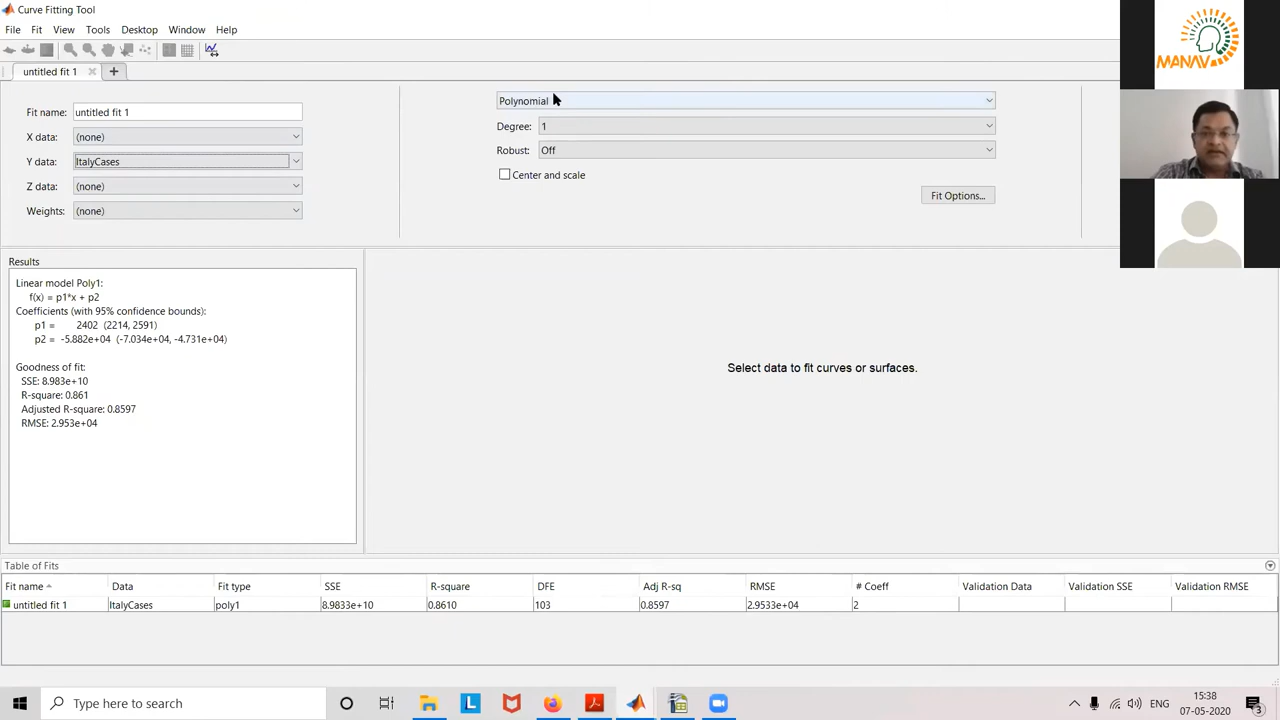 Curve Fitting Tool
File Fit View Tools Desktop Window Help
untitled fit 1
Fit name: untitled fit 1
X data: (none)
Y data: ItalyCases
Z data: (none)
Weights: (none)
Polynomial
Degree: 1
Robust: Off
Center and scale
Fit Options...
MANAV
Results
Linear model Poly1:
f(x) = p1*x + p2
Coefficients (with 95% confidence bounds):
p1 = 2402 (2214, 2591)
p2 = -5.882e+04 (-7.034e+04, -4.731e+04)
Goodness of fit:
SSE: 8.983e+10
R-square: 0.861
Adjusted R-square: 0.8597
RMSE: 2.953e+04
Select data to fit curves or surfaces.
Table of Fits
Fit name Data Fit type SSE R-square DFE Adj R-sq RMSE # Coeff Validation Data Validation SSE Validation RMSE
untitled fit 1 ItalyCases poly1 8.9833e+10 0.8610 103 0.8597 2.9533e+04 2
Type here to search
ENG
15:38
07-05-2020
3